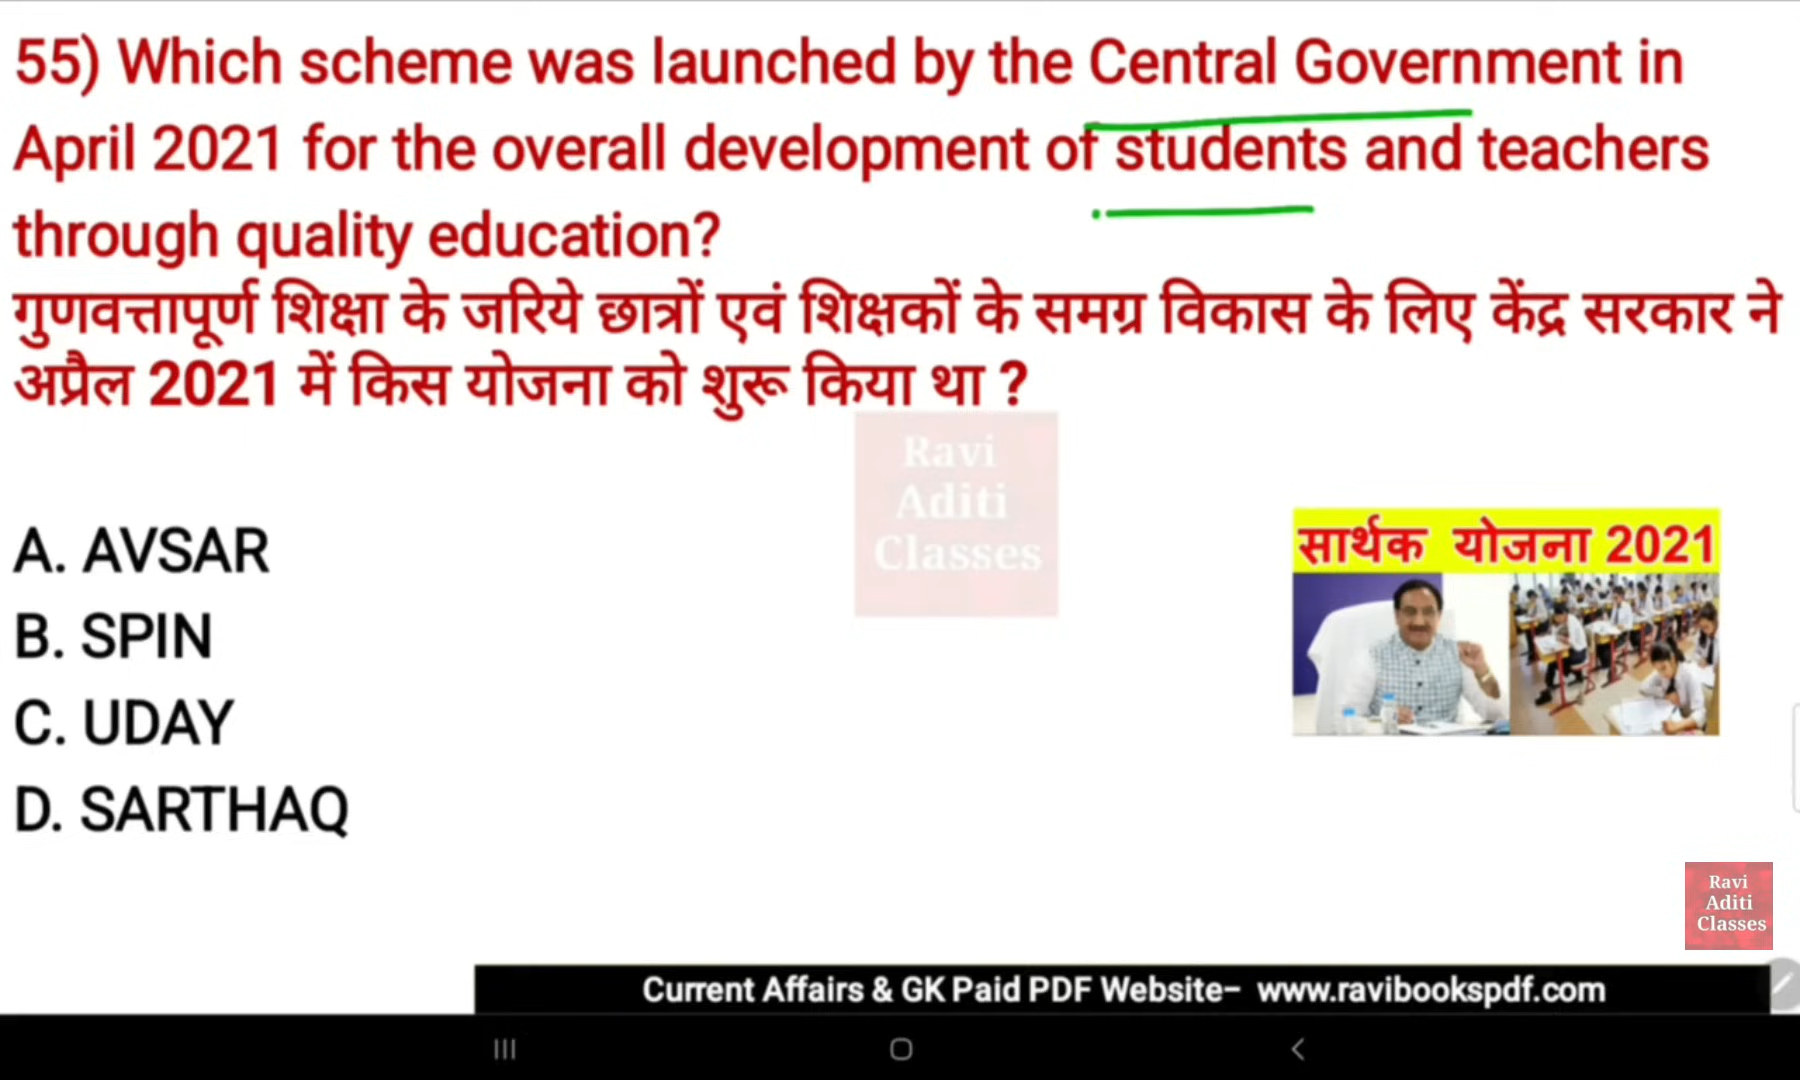 55) Which scheme was launched by the Central Government in
April 2021 for the overall development of students and teachers
through quality education?
गुणवत्तापूर्ण शिक्षा के जरिये छात्रों एवं शिक्षकों के समग्र विकास के लिए केंद्र सरकार ने
अप्रैल 2021 में किस योजना को शुरू किया था ?
Ravi
Aditi
Classes
A. AVSAR
B. SPIN
C. UDAY
D. SARTHAQ
सार्थक योजना 2021
Ravi
Aditi
Classes
Current Affairs & GK Paid PDF Website- www.ravibookspdf.com